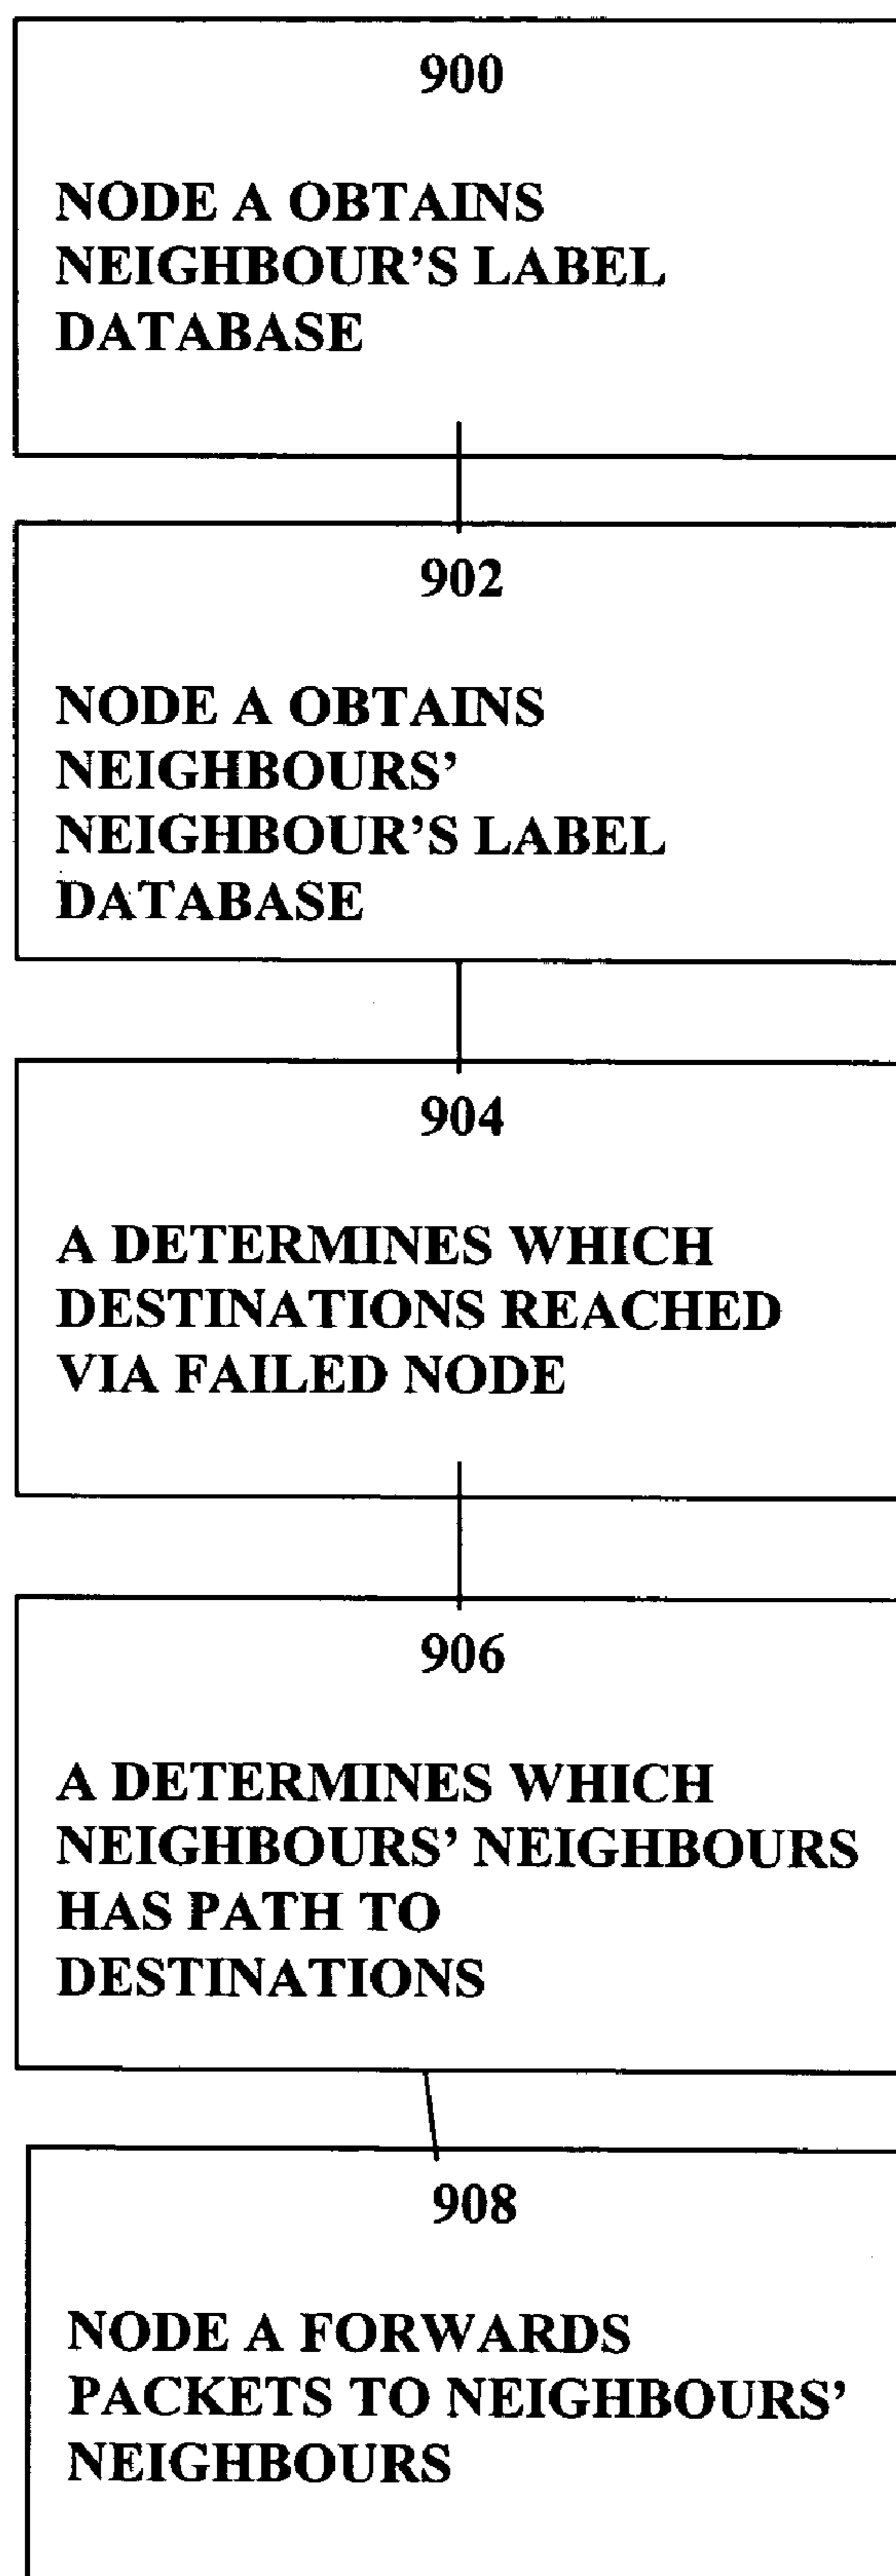 900
NODE A OBTAINS
NEIGHBOUR'S LABEL
DATABASE
902
NODE A OBTAINS
NEIGHBOURS'
NEIGHBOUR'S LABEL
DATABASE
904
A DETERMINES WHICH
DESTINATIONS REACHED
VIA FAILED NODE
906
A DETERMINES WHICH
NEIGHBOURS' NEIGHBOURS
HAS PATH TO
DESTINATIONS
908
NODE A FORWARDS
PACKETS TO NEIGHBOURS'
NEIGHBOURS